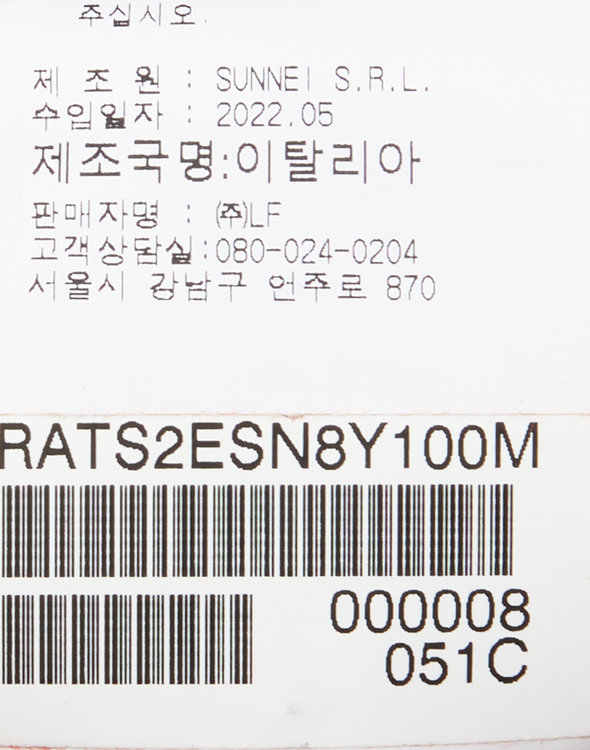 주십시오.
제 조 원 : SUNNEI S.R.L.
수입일자 : 2022.05
제조국명:이탈리아
판매자명 : (주)LF
고객상담실:080-024-0204
서울시 강남구 언주로 870
RATS2ESN8Y100M
000008
051C